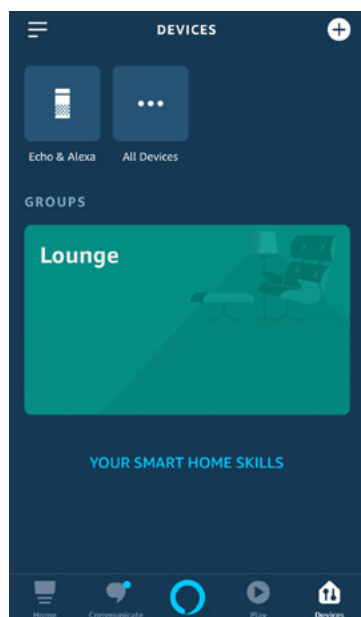 DEVICES
Echo & Alexa All Devices
GROUPS
Lounge
YOUR SMART HOME SKILLS
Home Communicate Play Devices